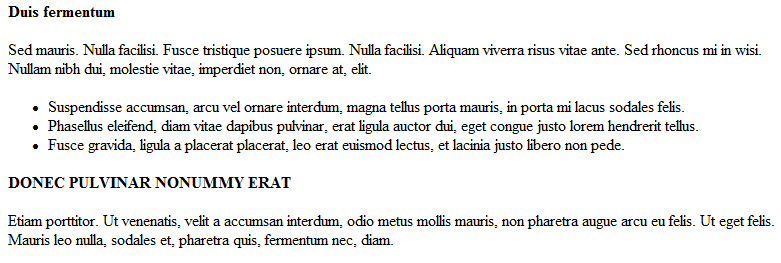 Duis fermentum
Sed mauris. Nulla facilisi. Fusce tristique posuere ipsum. Nulla facilisi. Aliquam viverra risus vitae ante. Sed rhoncus mi in wisi.
Nullam nibh dui, molestie vitae, imperdiet non, ornare at, elit.
• Suspendisse accumsan, arcu vel ornare interdum, magna tellus porta mauris, in porta mi lacus sodales felis.
• Phasellus eleifend, diam vitae dapibus pulvinar, erat ligula auctor dui, eget congue justo lorem hendrerit tellus.
• Fusce gravida, ligula a placerat placerat, leo erat euismod lectus, et lacinia justo libero non pede.
DONEC PULVINAR NONUMMY ERAT
Etiam porttitor. Ut venenatis, velit a accumsan interdum, odio metus mollis mauris, non pharetra augue arcu eu felis. Ut eget felis.
Mauris leo nulla, sodales et, pharetra quis, fermentum nec, diam.